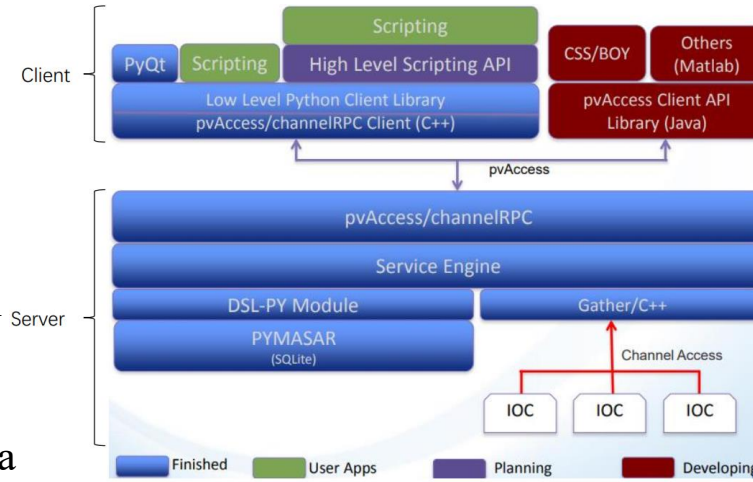 Scripting
PyQt
Scripting
High Level Scripting API
CSS/BOY
Others
(Matlab)
Client
Low Level Python Client Library
pvAccess/channelRPC Client (C++)
pvAccess Client API
Library (Java)
pvAccess
pvAccess/channelRPC
Service Engine
Server
DSL-PY Module
Gather/C++
PYMASAR
(SQLite)
Channel Access
IOC
IOC
IOC
a
Finished
User Apps
Planning
Developing